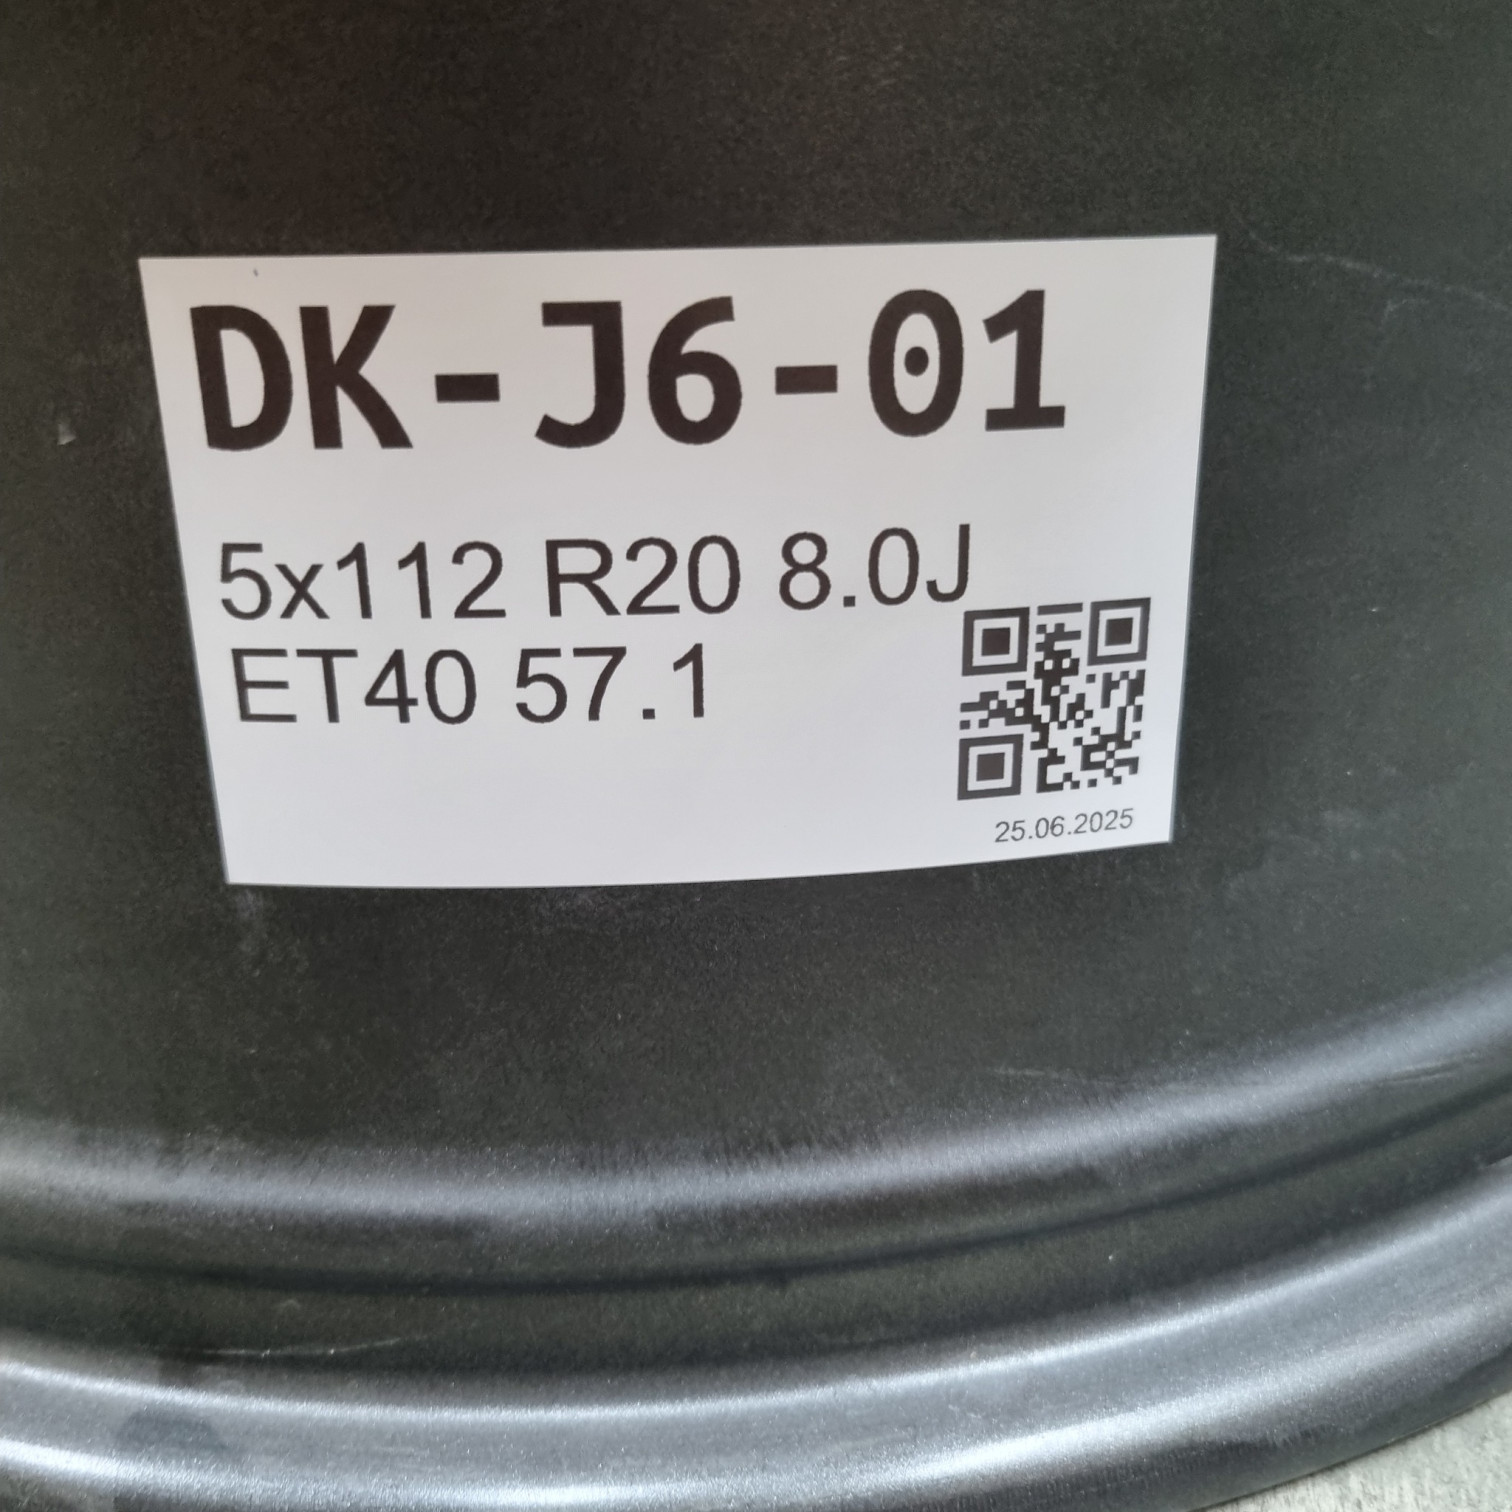 DK-J6-01
5x112 R20 8.0J
ET40 57.1
25.06.2025